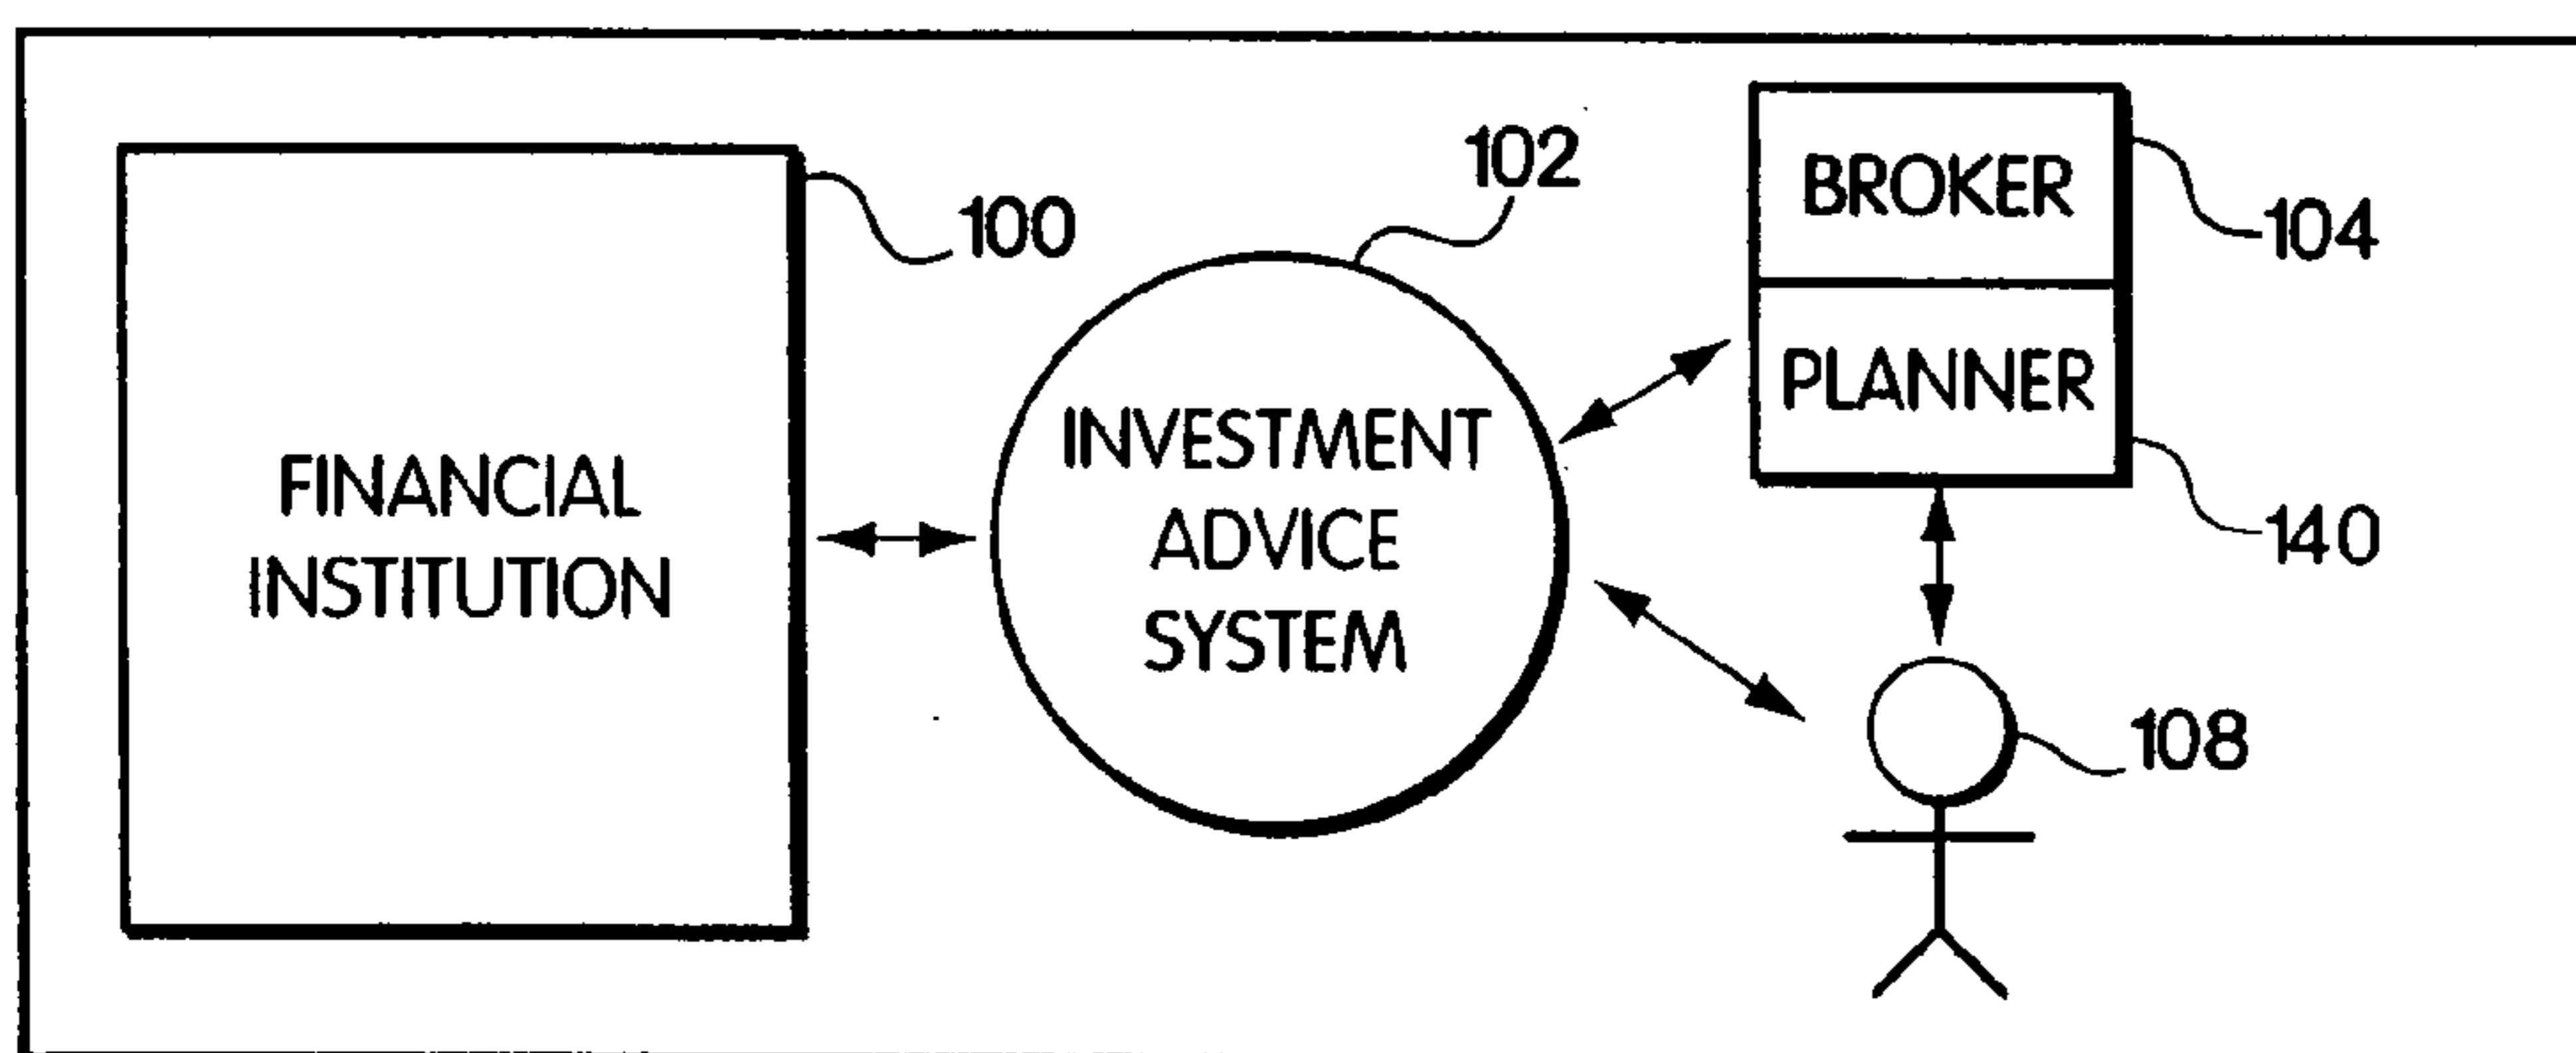 FINANCIAL
INSTITUTION
100
INVESTMENT
ADVICE
SYSTEM
102
BROKER
104
PLANNER
140
108